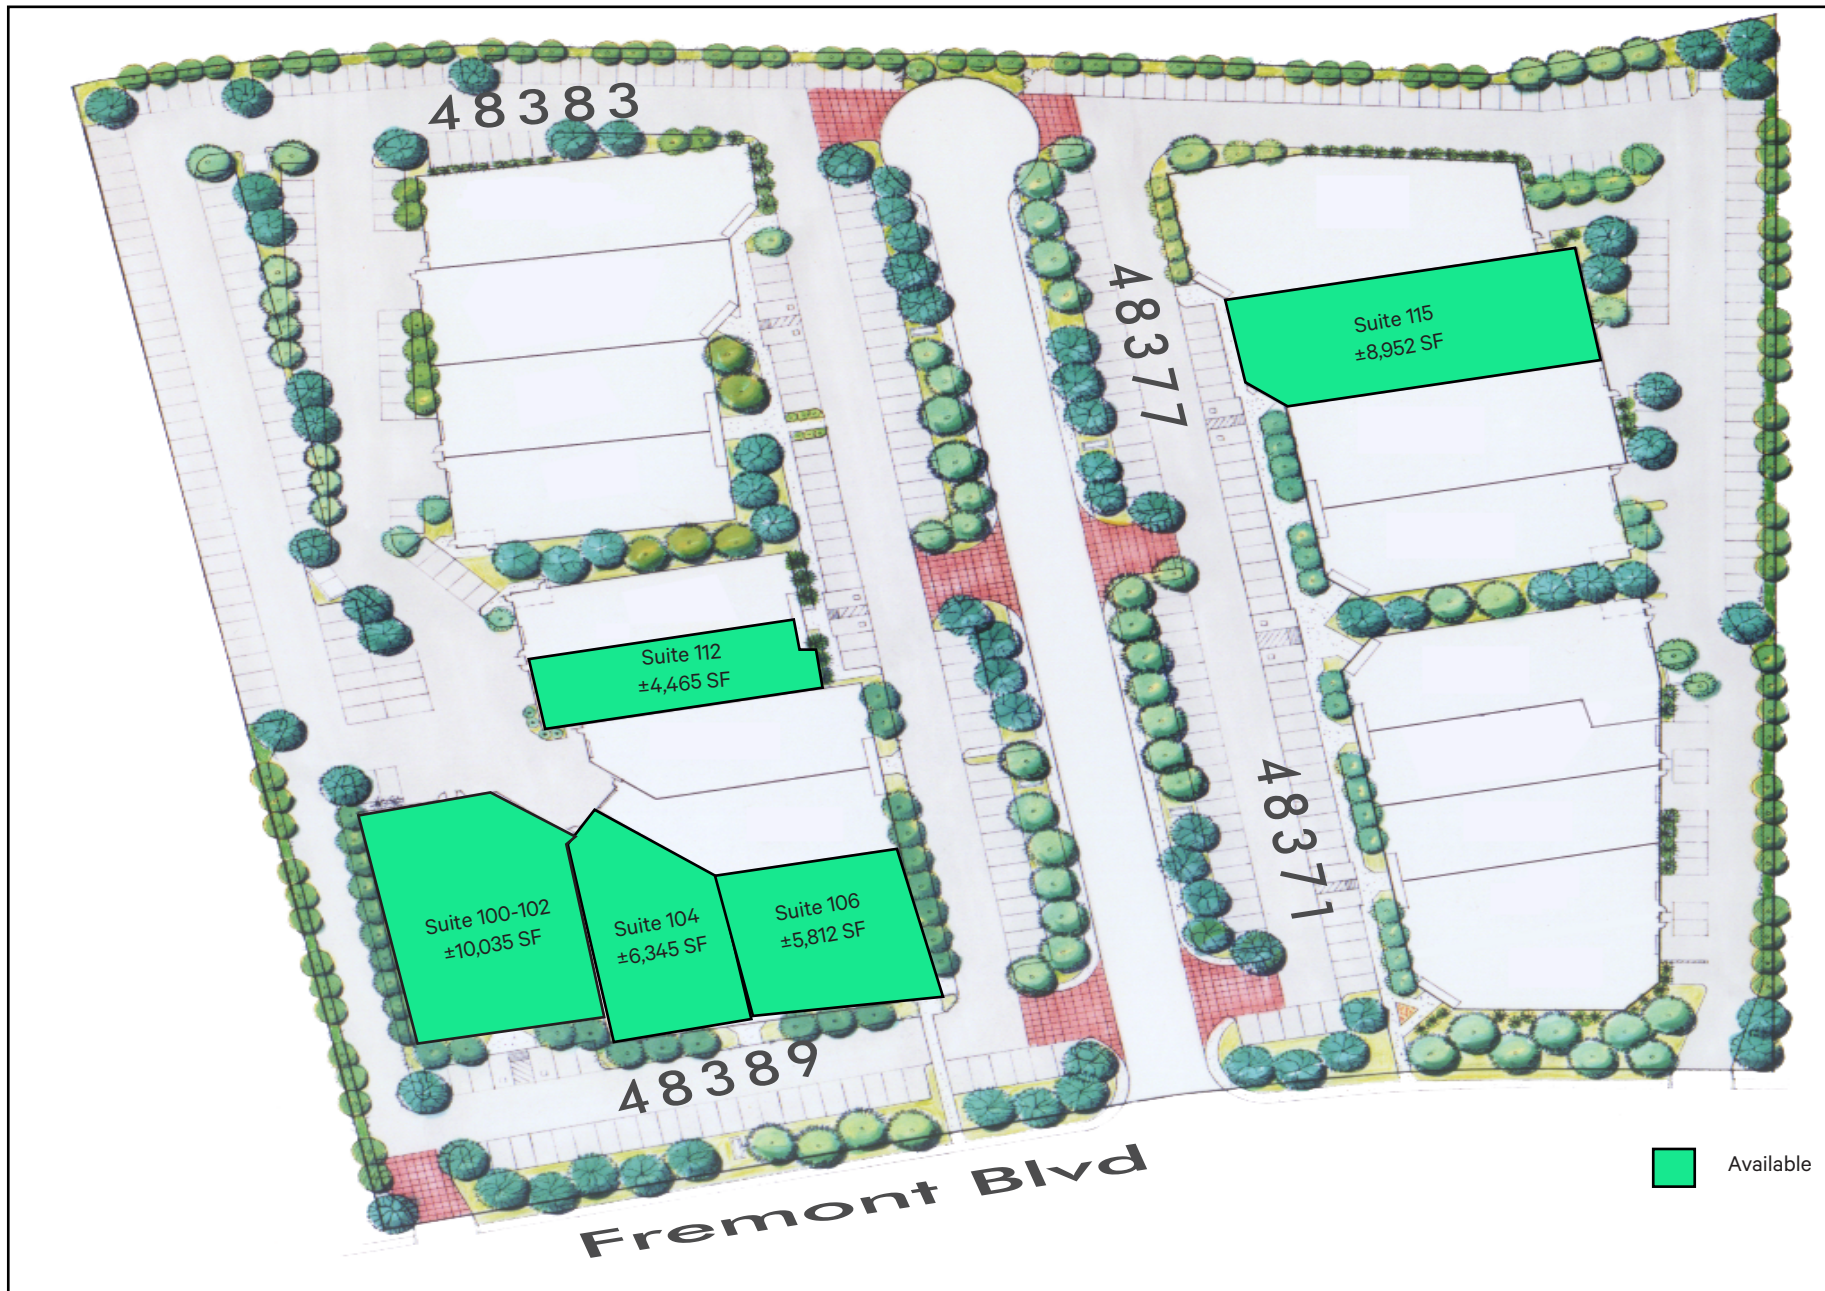 48383
48377
Suite 115
±8,952 SF
Suite 112
±4,465 SF
48371
Suite 100-102
±10,035 SF
Suite 104
±6,345 SF
Suite 106
±5,812 SF
48389
Fremont Blvd
Available